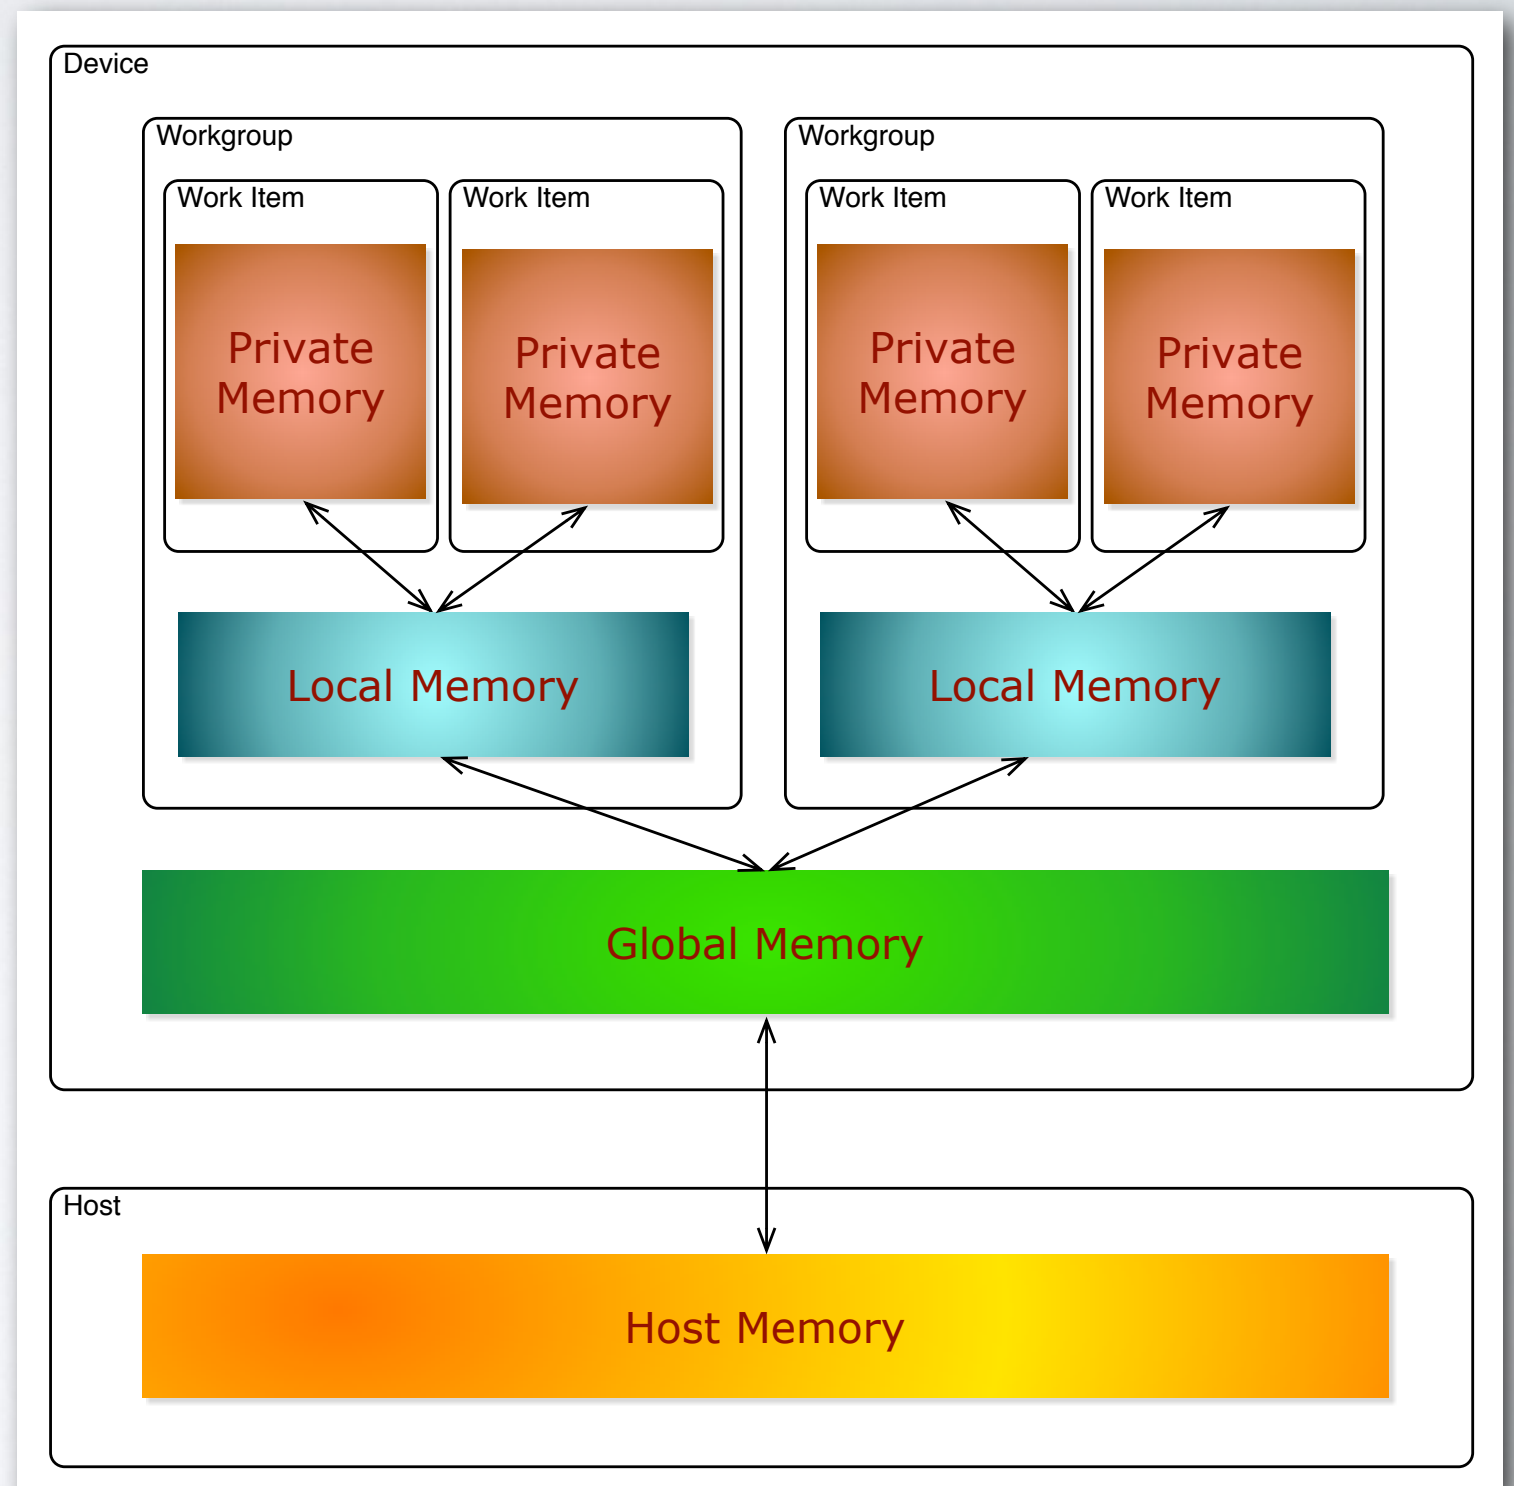 Device
Workgroup
Workgroup
Work Item
Work Item
Work Item
Work Item
Private
Memory
Private
Memory
Private
Memory
Private
Memory
Local Memory
Local Memory
Global Memory
Host
Host Memory